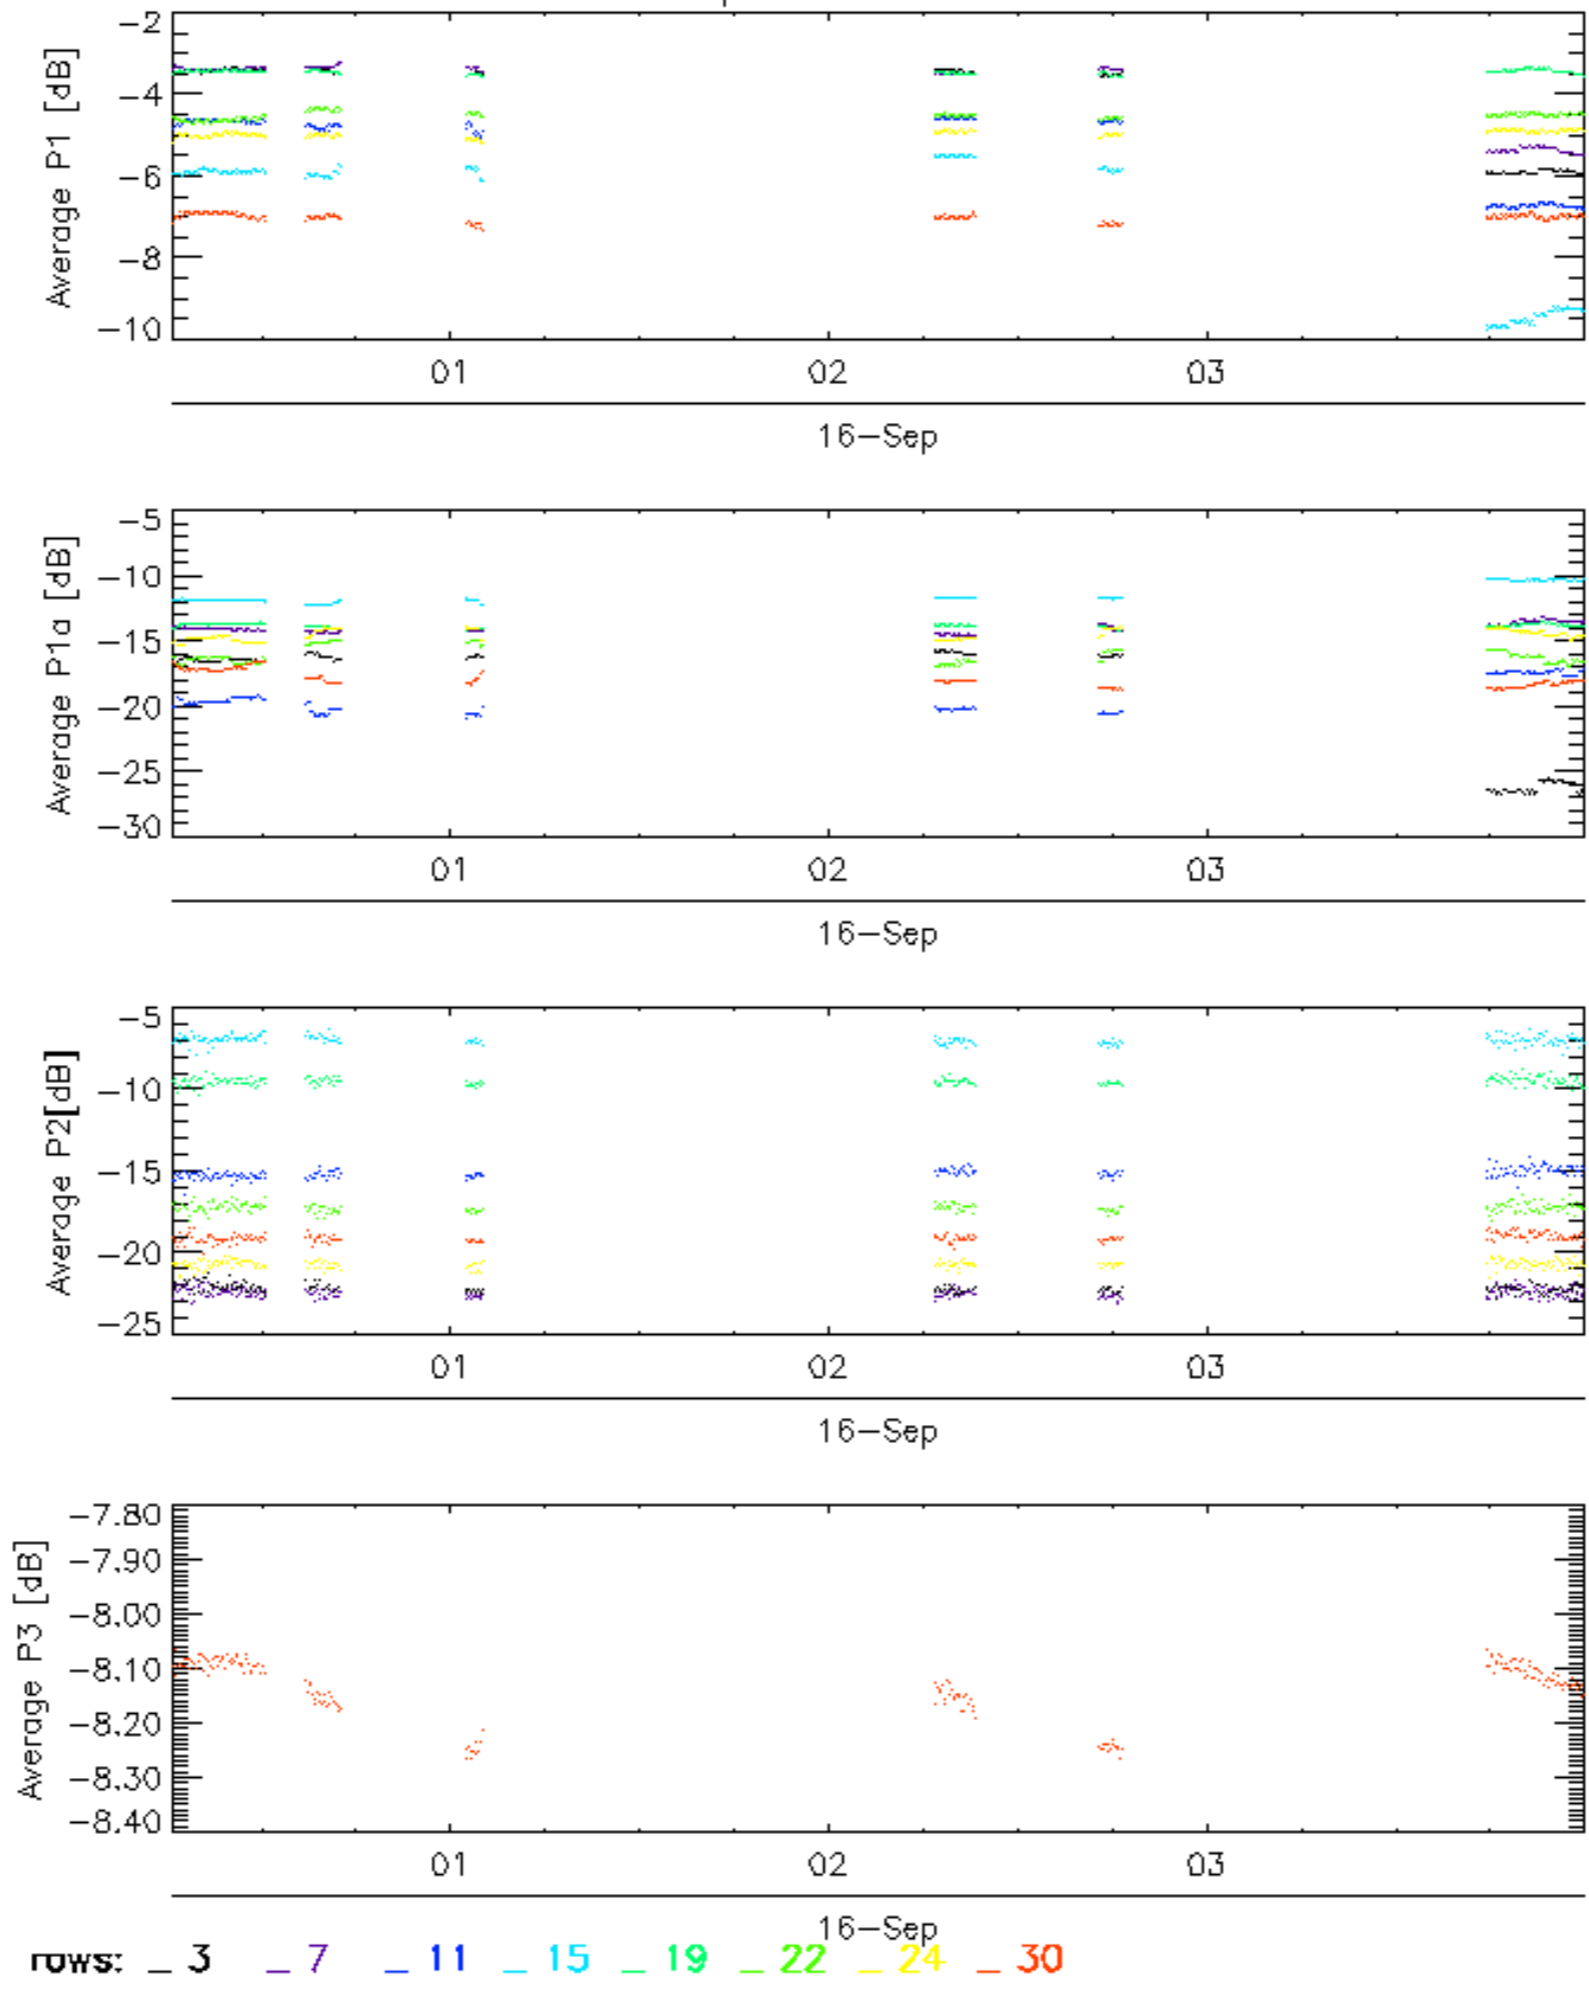 Average P1 [dB]
-2
-4
-6
-8
-10
01 02 03
16-Sep
Average P1a [dB]
-5
-10
-15
-20
-25
-30
01 02 03
16-Sep
Average P2[dB]
-5
-10
-15
-20
-25
01 02 03
16-Sep
Average P3 [dB]
-7.80
-7.90
-8.00
-8.10
-8.20
-8.30
-8.40
01 02 03
16-Sep
rows: _ 3 _ 7 _ 11 _ 15 _ 19 _ 22 _ 24 _ 30